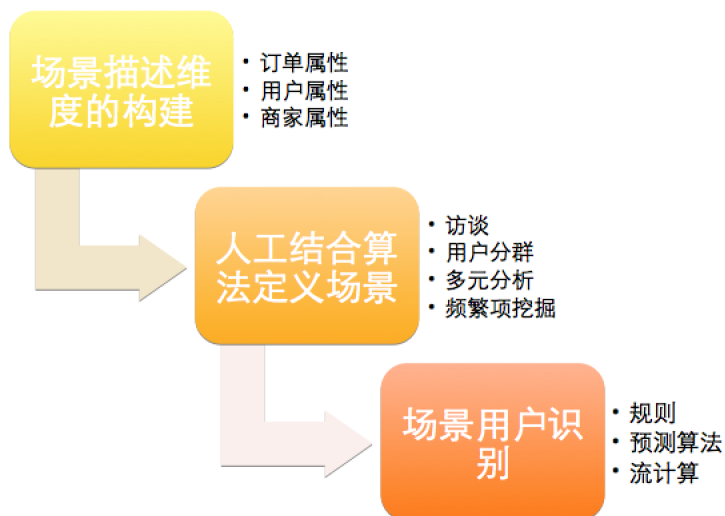 场景描述维
度的构建
• 订单属性
• 用户属性
• 商家属性
人工结合算
法定义场景
• 访谈
• 用户分群
• 多元分析
• 频繁项挖掘
场景用户识
别
• 规则
• 预测算法
• 流计算